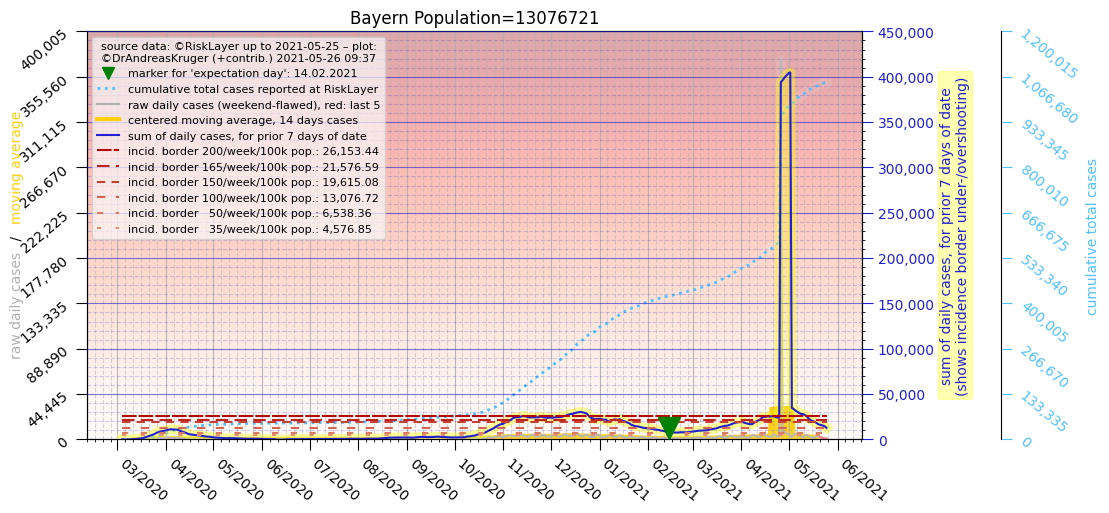 Bayern Population=13076721
source data: ©RiskLayer up to 2021-05-25 – plot:
©DrAndreasKruger (+contrib.) 2021-05-26 09:37
marker for 'expectation day': 14.02.2021
cumulative total cases reported at RiskLayer
raw daily cases (weekend-flawed), red: last 5
centered moving average, 14 days cases
sum of daily cases, for prior 7 days of date
incid. border 200/week/100k pop.: 26,153.44
incid. border 165/week/100k pop.: 21,576.59
incid. border 150/week/100k pop.: 19,615.08
incid. border 100/week/100k pop.: 13,076.72
incid. border   50/week/100k pop.: 6,538.36
incid. border   35/week/100k pop.: 4,576.85
raw daily cases / moving average
400,005
355,560
311,115
266,670
222,225
177,780
133,335
88,890
44,445
0
450,000
400,000
350,000
300,000
250,000
200,000
150,000
100,000
50,000
0
sum of daily cases, for prior 7 days of date
(shows incidence border under-/overshooting)
1,200,015
1,066,680
933,345
800,010
666,675
533,340
400,005
266,670
133,335
0
cumulative total cases
03/2020
04/2020
05/2020
06/2020
07/2020
08/2020
09/2020
10/2020
11/2020
12/2020
01/2021
02/2021
03/2021
04/2021
05/2021
06/2021